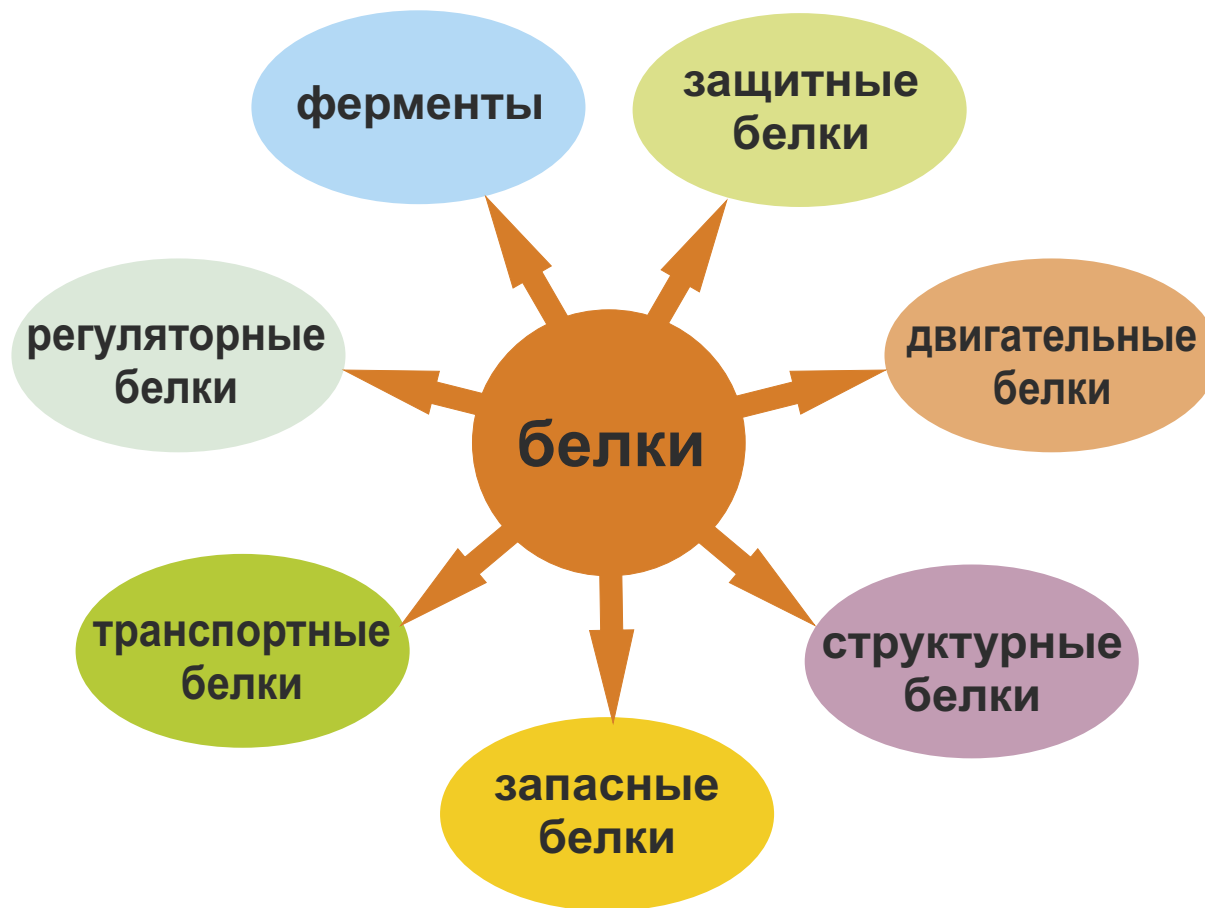 ферменты
защитные
белки
регуляторные
белки
двигательные
белки
белки
транспортные
белки
структурные
белки
запасные
белки